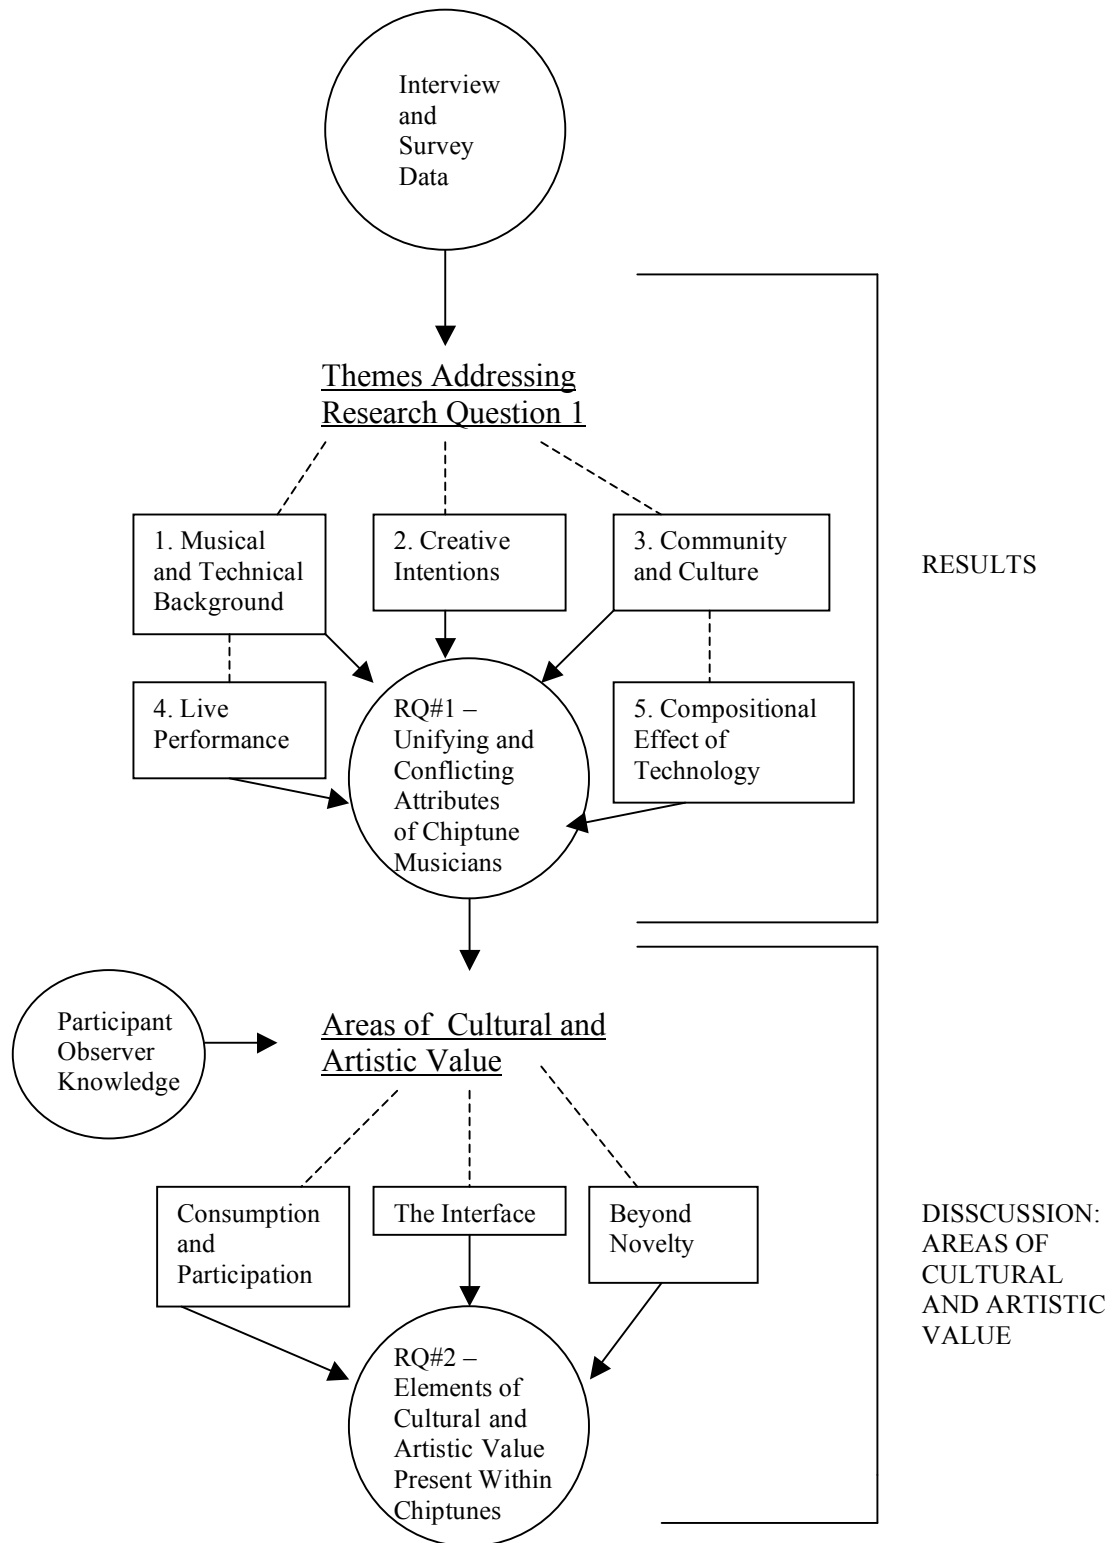 Interview
and
Survey
Data
Themes Addressing
Research Question 1
1. Musical
and Technical
Background
2. Creative
Intentions
3. Community
and Culture
RESULTS
4. Live
Performance
RQ#1 –
Unifying and
Conflicting
Attributes
of Chiptune
Musicians
5. Compositional
Effect of
Technology
Participant
Observer
Knowledge
Areas of Cultural and
Artistic Value
Consumption
and
Participation
The Interface
Beyond
Novelty
DISSCUSSION:
AREAS OF
CULTURAL
AND ARTISTIC
VALUE
RQ#2 –
Elements of
Cultural and
Artistic Value
Present Within
Chiptunes